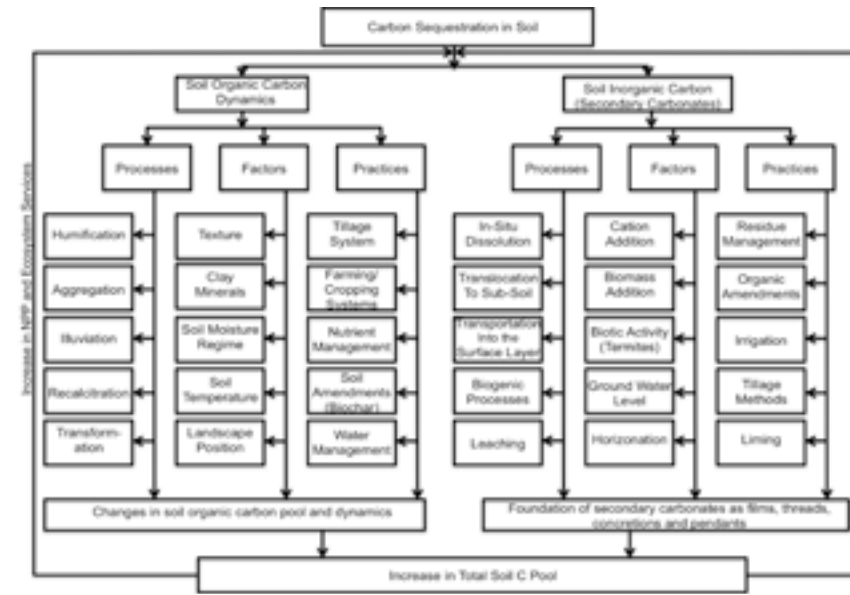 Carbon Sequestration in Soil
Soil Organic Carbon
Dynamics
Soil Inorganic Carbon
(Secondary Carbonates)
Processes
Factors
Practices
Processes
Factors
Practices
Humification
Texture
Tillage
System
In-Situ
Dissolution
Cation
Addition
Residue
Management
Aggregation
Clay
Minerals
Farming/
Cropping
Systems
Translocation
To Sub-Soil
Biomass
Addition
Organic
Amendments
Illuviation
Soil Moisture
Regime
Nutrient
Management
Transportation
Into the
Surface Layer
Biotic Activity
(Termites)
Irrigation
Recalcitration
Soil
Temperature
Soil
Amendments
(Biochar)
Biogenic
Processes
Ground Water
Level
Tillage
Methods
Transform-
ation
Landscape
Position
Water
Management
Leaching
Horizonation
Liming
Changes in soil organic carbon pool and dynamics
Foundation of secondary carbonates as films, threads,
concretions and pendants
Increase in Total Soil C Pool
Increase in NPP and Ecosystem Services